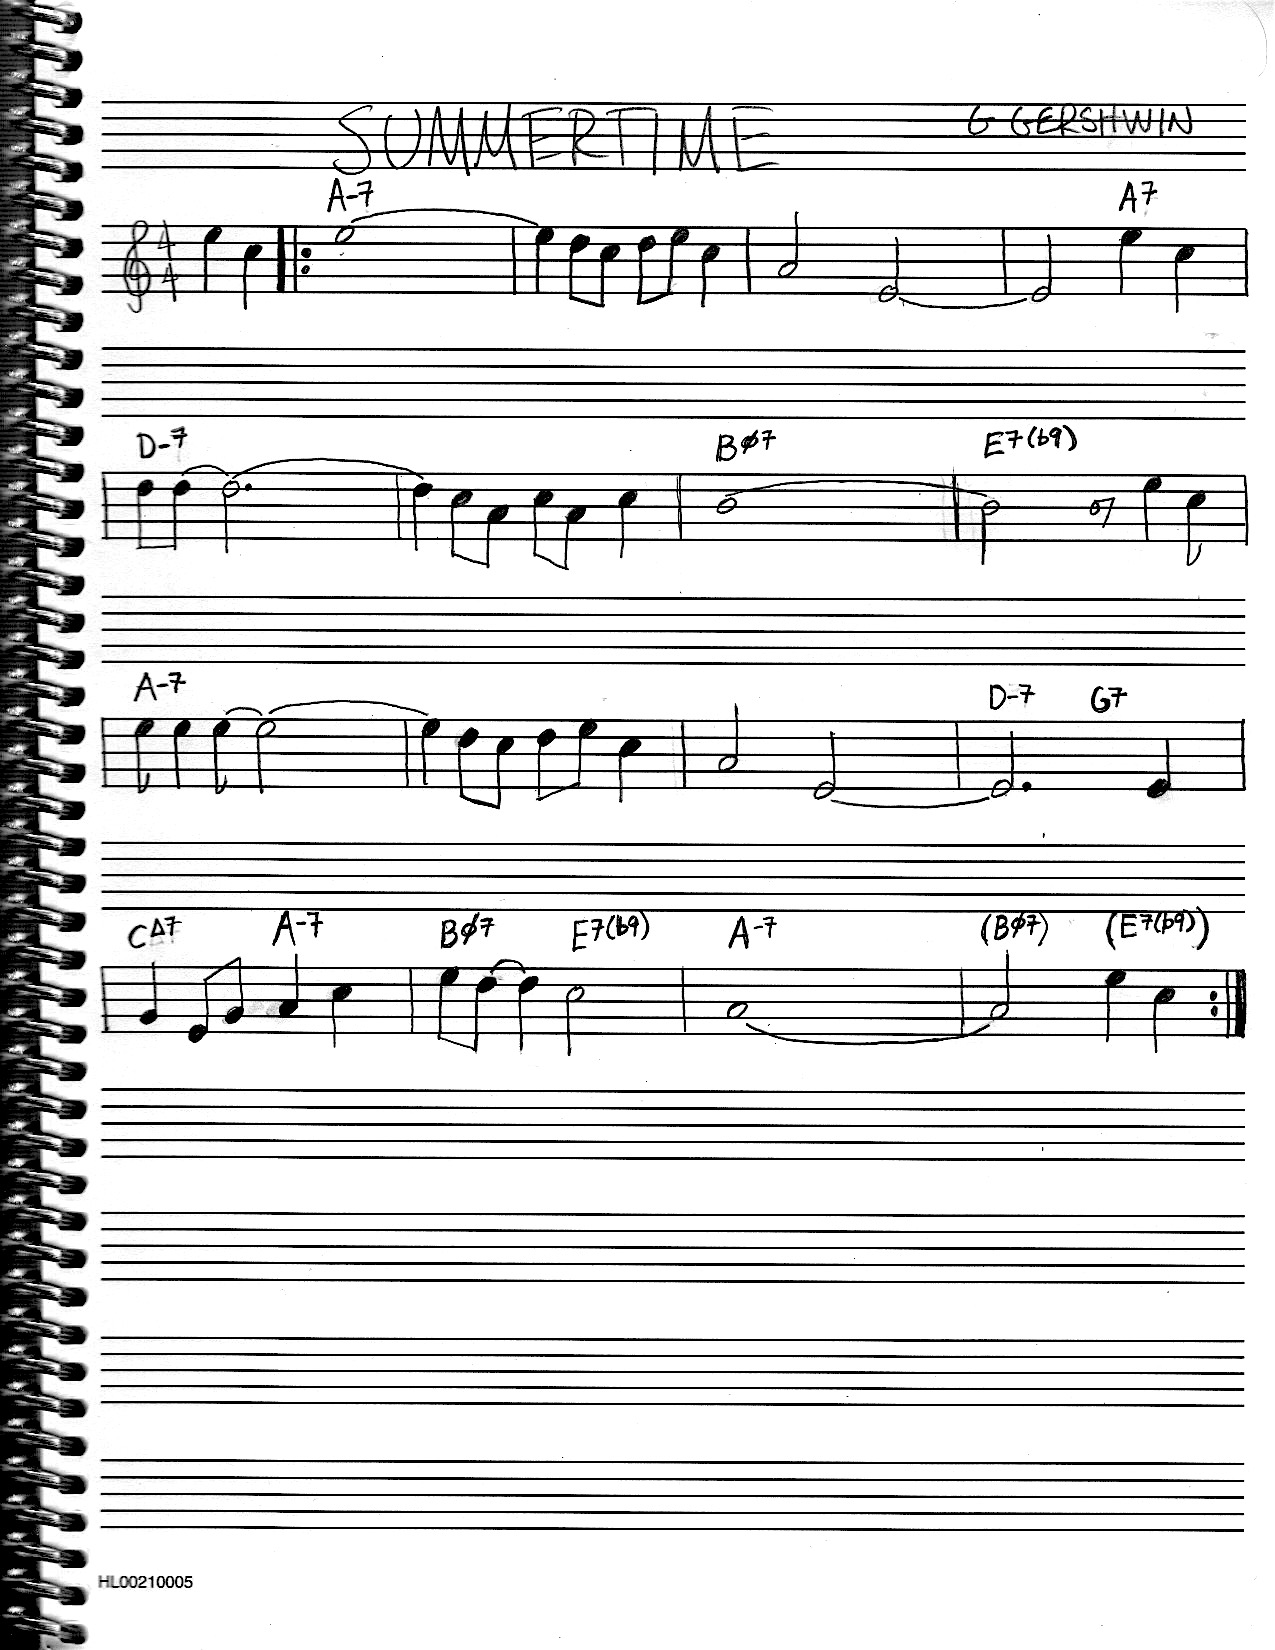 SUMMERTIME G GERSHWIN
A-7 A7
4
4
D-7 Bø7 E7(b9)
A-7 D-7 G7
CΔ7 A-7 Bø7 E7(b9) A-7 (Bø7) (E7(b9))
HL00210005